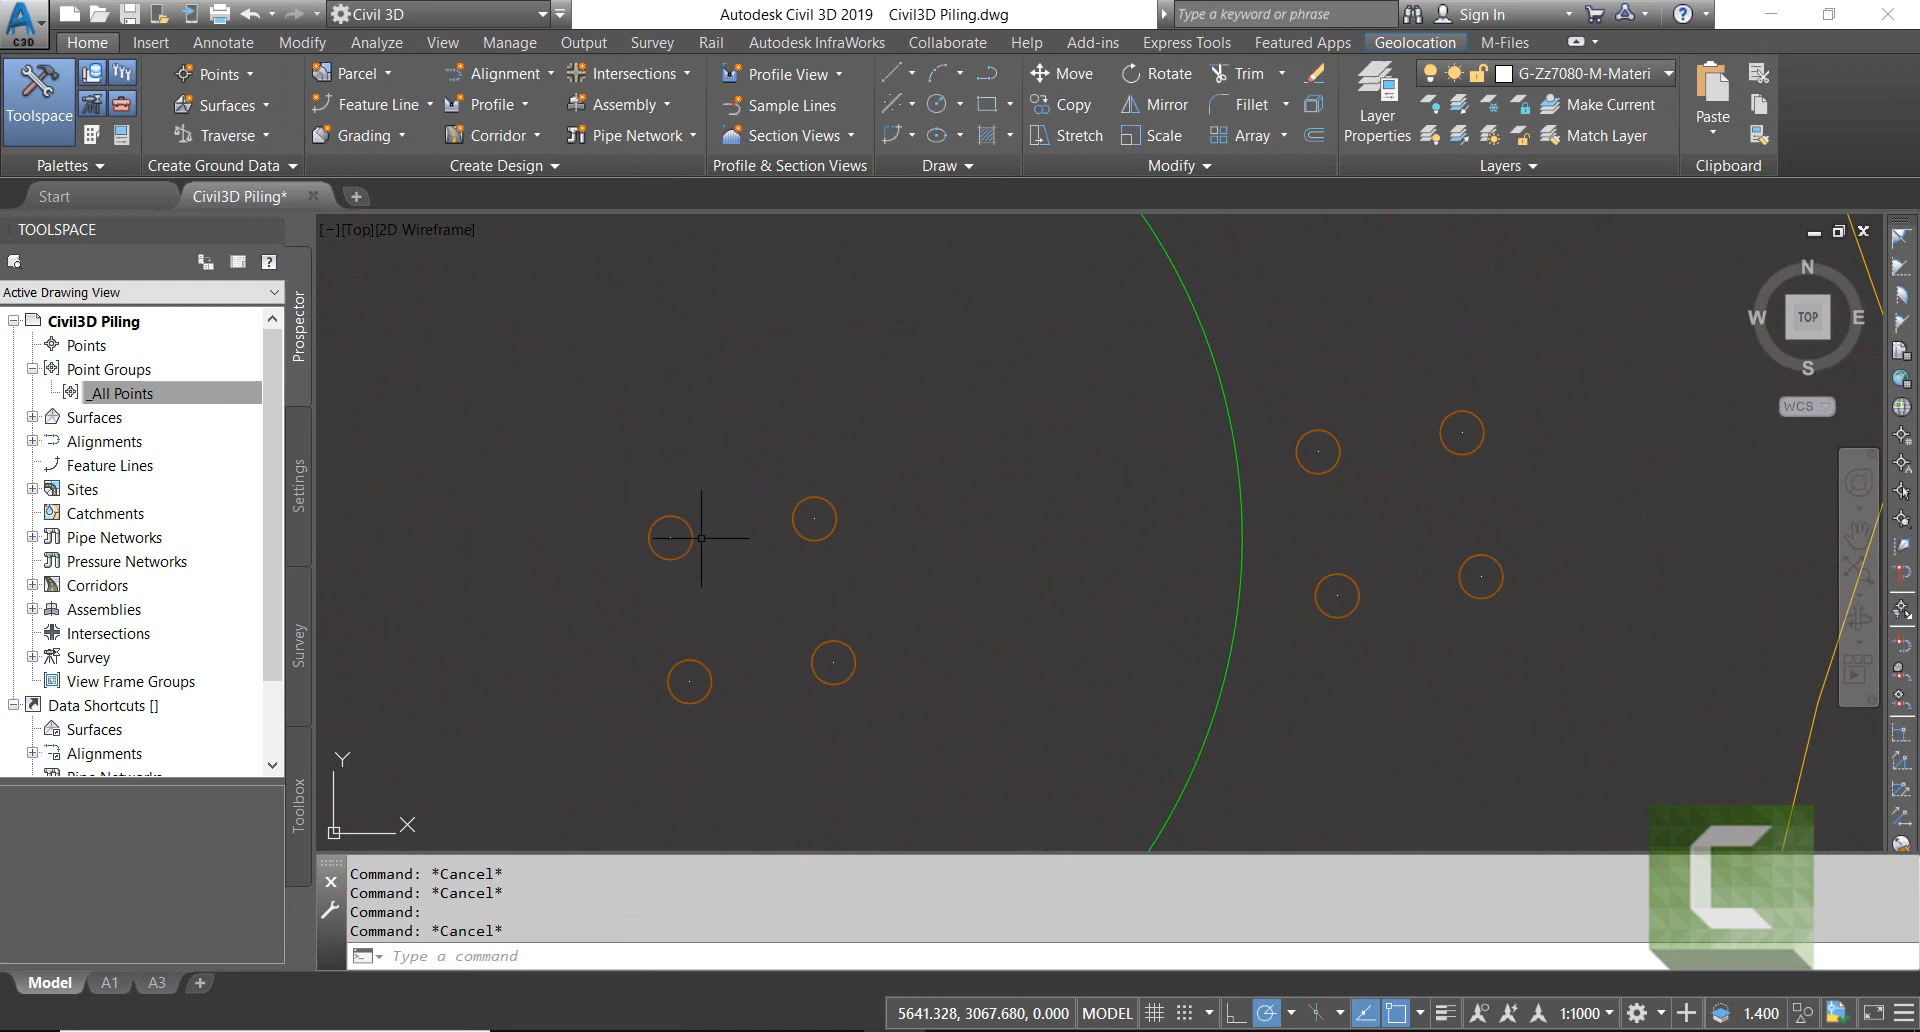 Civil 3D
Autodesk Civil 3D 2019 Civil3D Piling.dwg
Type a keyword or phrase
Sign In
C3D
Home Insert Annotate Modify Analyze View Manage Output Survey Rail Autodesk InfraWorks Collaborate Help Add-ins Express Tools Featured Apps Geolocation M-Files
Points Parcel Alignment Intersections Profile View Move Rotate Trim G-Zz7080-M-Materi
Toolspace Surfaces Feature Line Profile Assembly Sample Lines Copy Mirror Fillet Layer Properties Make Current Paste
Traverse Grading Corridor Pipe Network Section Views Stretch Scale Array Match Layer
Palettes Create Ground Data Create Design Profile & Section Views Draw Modify Layers Clipboard
Start Civil3D Piling*
TOOLSPACE
[−][Top][2D Wireframe]
Active Drawing View
Civil3D Piling
Points
Point Groups
_All Points
Surfaces
Alignments
Feature Lines
Sites
Catchments
Pipe Networks
Pressure Networks
Corridors
Assemblies
Intersections
Survey
View Frame Groups
Data Shortcuts []
Surfaces
Alignments
Prospector
Settings
Survey
Toolbox
N
W TOP E
S
WCS
Y
X
Command: *Cancel*
Command: *Cancel*
Command:
Command: *Cancel*
Type a command
Model A1 A3
5641.328, 3067.680, 0.000 MODEL 1:1000 1.400